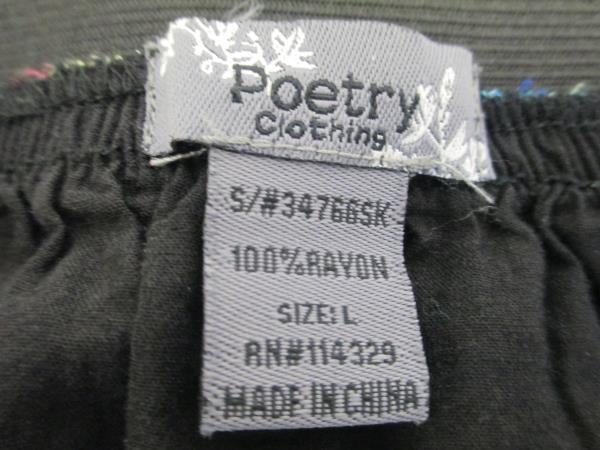 Poetry
Clothing
S/#34766SK
100%RAYON
SIZE: L
RN#114329
MADE IN CHINA